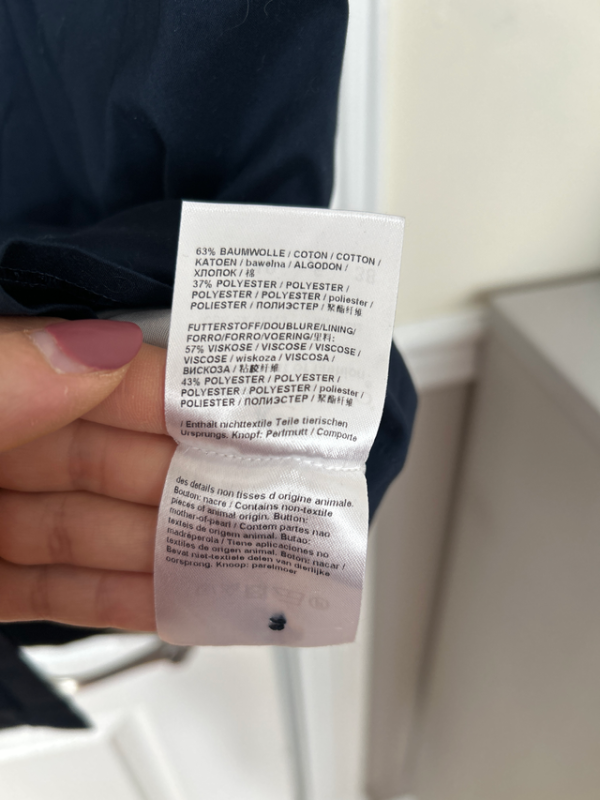 63% BAUMWOLLE / COTON / COTTON /
KATOEN / bawełna / ALGODON /
ХЛОПОК / 棉
37% POLYESTER / POLYESTER /
POLYESTER / POLYESTER / poliester /
POLIESTER / ПОЛИЭСТЕР / 聚酯纤维
FUTTERSTOFF/DOUBLURE/LINING/
FORRO/FORRO/VOERING/里料:
57% VISKOSE / VISCOSE / VISCOSE /
VISCOSE / wiskoza / VISCOSA /
ВИСКОЗА / 粘胶纤维
43% POLYESTER / POLYESTER /
POLYESTER / POLYESTER / poliester /
POLIESTER / ПОЛИЭСТЕР / 聚酯纤维
/ Enthält nichttextile Teile tierischen
Ursprungs. Knopf: Perlmutt / Comporte
des détails non tissés d'origine animale.
Bouton: nacre / Contains non-textile
pieces of animal origin. Button:
mother-of-pearl / Contém partes não
têxteis de origem animal. Butão:
madrepérola / Tiene aplicaciones no
textiles de origen animal. Botón: nacar /
Bevat niet-textiele delen van dierlijke
oorsprong. Knoop: parelmoer